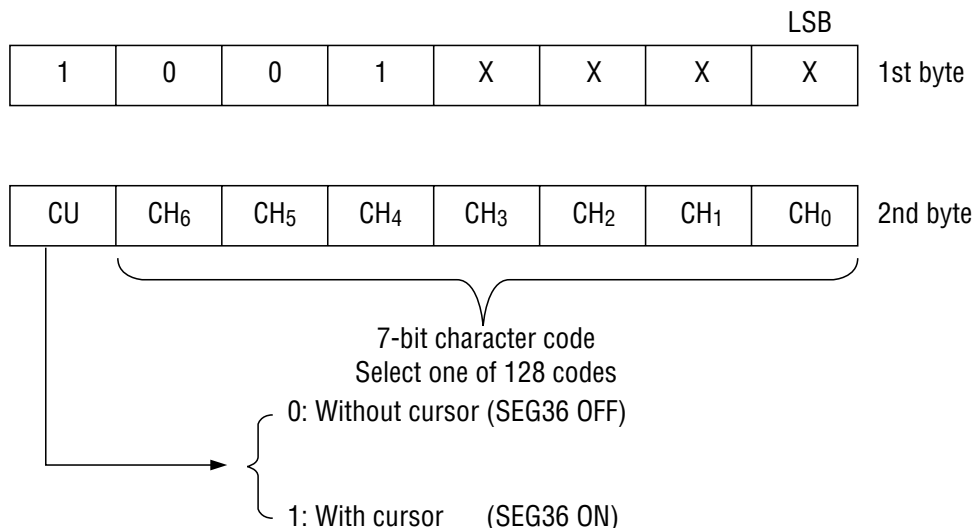 LSB
1 0 0 1 X X X X 1st byte
CU CH6 CH5 CH4 CH3 CH2 CH1 CH0 2nd byte
7-bit character code
Select one of 128 codes
0: Without cursor (SEG36 OFF)
1: With cursor (SEG36 ON)